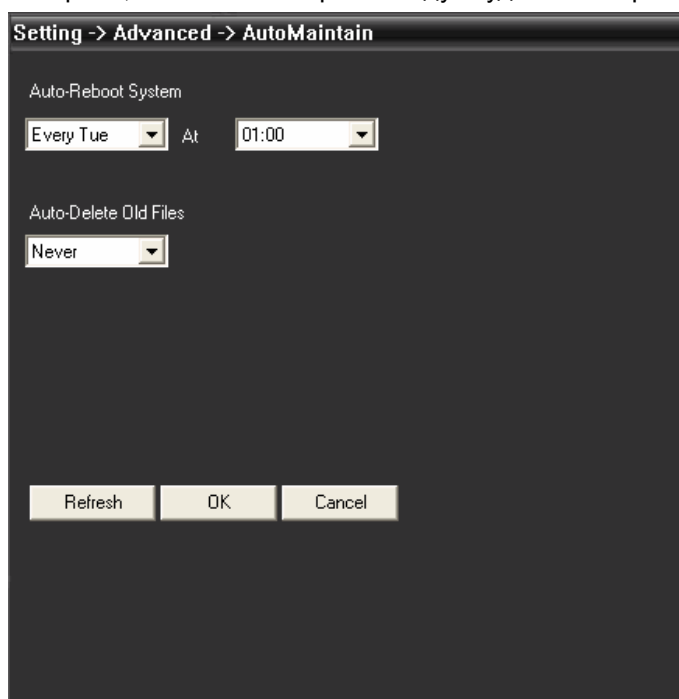 Setting -> Advanced -> AutoMaintain
Auto-Reboot System
Every Tue At 01:00
Auto-Delete Old Files
Never
Refresh OK Cancel